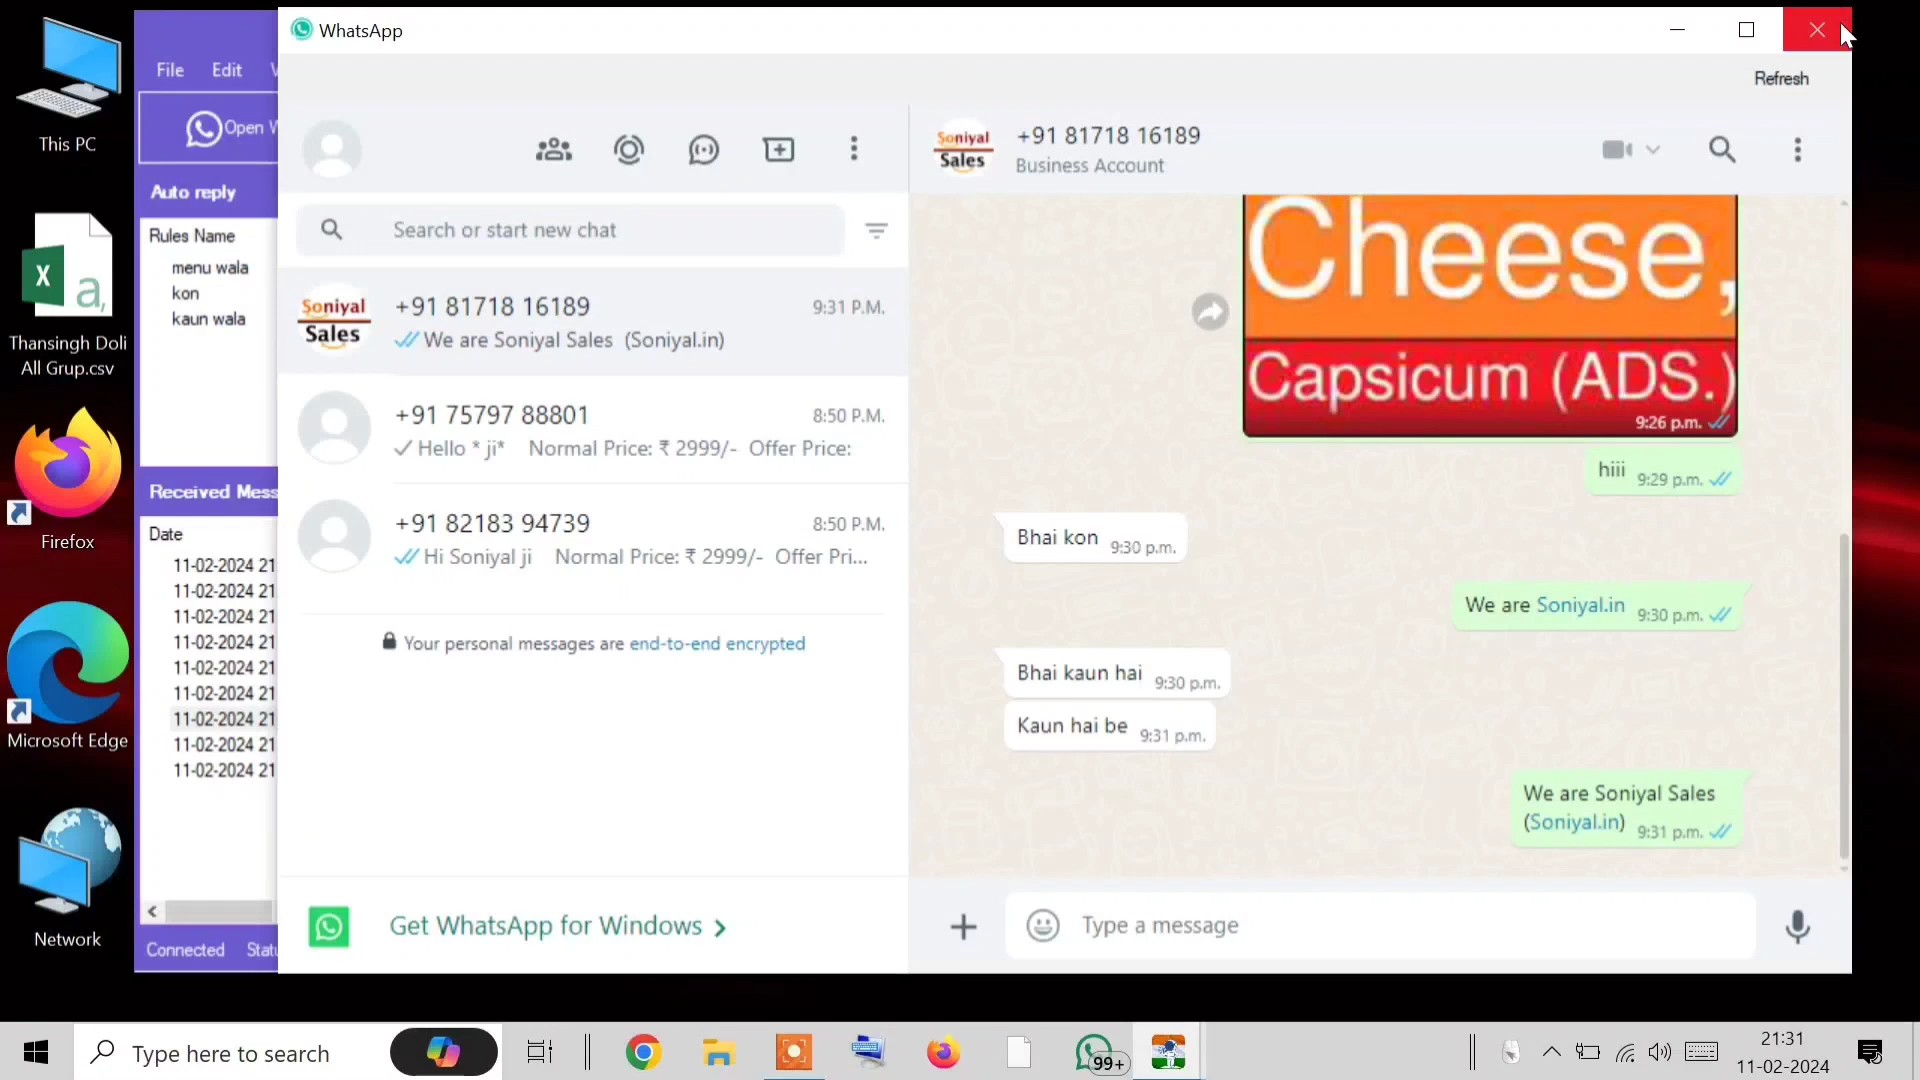 This PC
Thansingh Doli
All Grup.csv
Firefox
Microsoft Edge
Network
File Edit
Open
Auto reply
Rules Name
menu wala
kon
kaun wala
Received
Date
11-02-2024 21
11-02-2024 21
11-02-2024 21
11-02-2024 21
11-02-2024 21
11-02-2024 21
11-02-2024 21
11-02-2024 21
11-02-2024 21
Connected
WhatsApp
Refresh
Search or start new chat
Soniyal
Sales
+91 81718 16189
9:31 P.M.
We are Soniyal Sales (Soniyal.in)
+91 75797 88801
8:50 P.M.
Hello * ji* Normal Price: ₹ 2999/- Offer Price:
+91 82183 94739
8:50 P.M.
Hi Soniyal ji Normal Price: ₹ 2999/- Offer Pri...
Your personal messages are end-to-end encrypted
Get WhatsApp for Windows
Soniyal
Sales
+91 81718 16189
Business Account
Cheese,
Capsicum (ADS.)
9:26 p.m.
hiii 9:29 p.m.
Bhai kon 9:30 p.m.
We are Soniyal.in 9:30 p.m.
Bhai kaun hai 9:30 p.m.
Kaun hai be 9:31 p.m.
We are Soniyal Sales
(Soniyal.in) 9:31 p.m.
Type a message
Type here to search
99+
21:31
11-02-2024